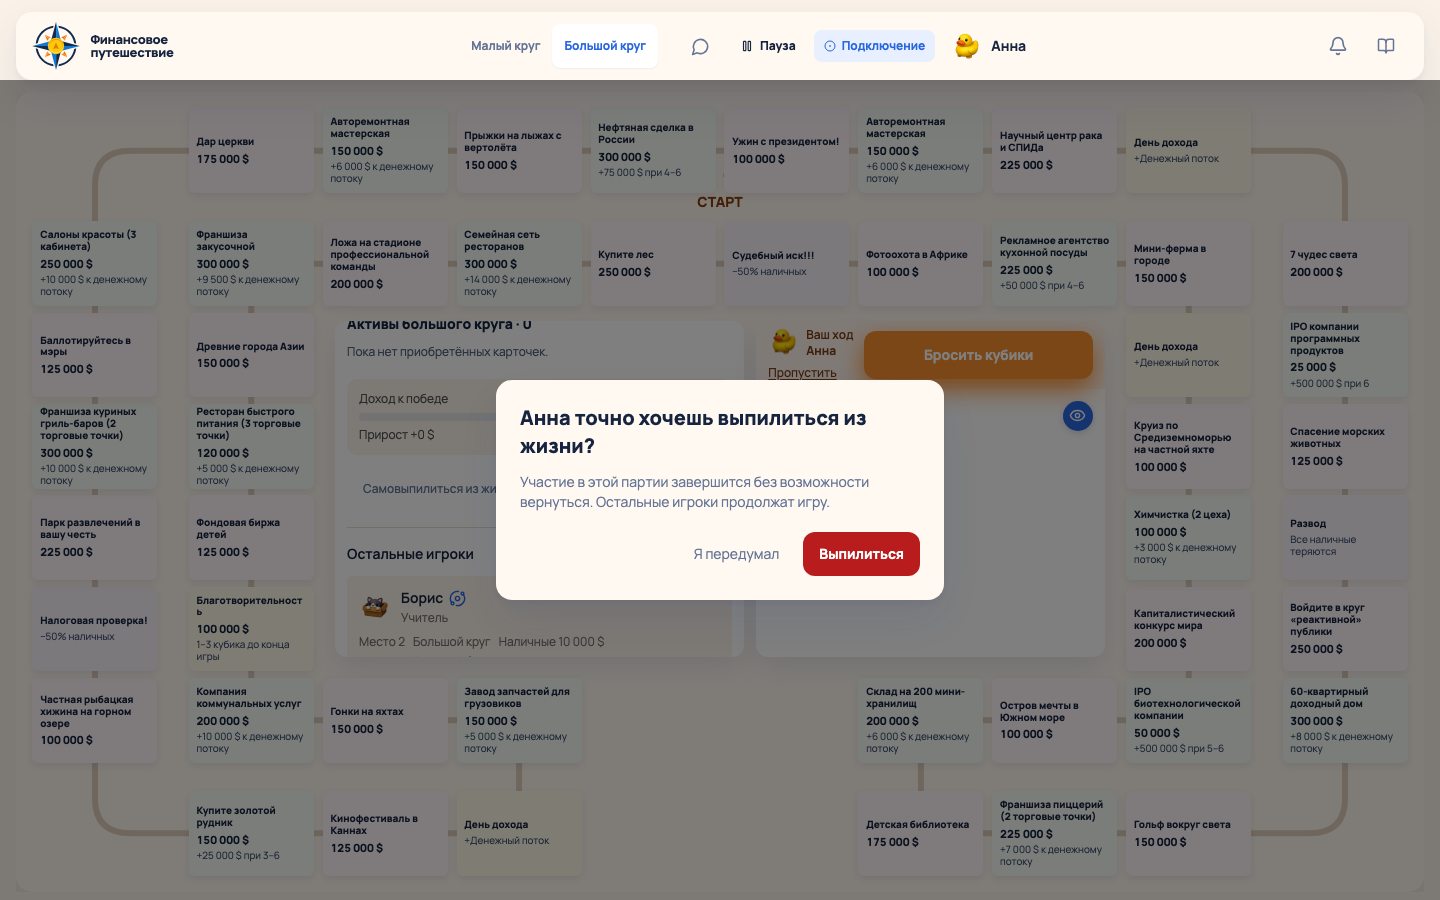 Финансовое
путешествие
Малый круг
Большой круг
Пауза
Подключение
Анна
Дар церкви
175 000 $
Авторемонтная
мастерская
150 000 $
+6 000 $ к денежному
потоку
Прыжки на лыжах с
вертолёта
150 000 $
Нефтяная сделка в
России
300 000 $
+75 000 $ при 4–6
Ужин с президентом!
100 000 $
Авторемонтная
мастерская
150 000 $
+6 000 $ к денежному
потоку
Научный центр рака
и СПИДа
225 000 $
День дохода
+Денежный поток
СТАРТ
Салоны красоты (3
кабинета)
250 000 $
+10 000 $ к денежному
потоку
Франшиза
закусочной
300 000 $
+9 500 $ к денежному
потоку
Ложа на стадионе
профессиональной
команды
200 000 $
Семейная сеть
ресторанов
300 000 $
+14 000 $ к денежному
потоку
Купите лес
250 000 $
Судебный иск!!!
−50% наличных
Фотоохота в Африке
100 000 $
Рекламное агентство
кухонной посуды
225 000 $
+50 000 $ при 4–6
Мини-ферма в
городе
150 000 $
7 чудес света
200 000 $
Баллотируйтесь в
мэры
125 000 $
Древние города Азии
150 000 $
Активы большого круга · 0
Пока нет приобретённых карточек.
Доход к победе
Прирост +0 $
Самовыпилиться из жи
Остальные игроки
Борис
Учитель
Место 2 Большой круг Наличные 10 000 $
Ваш ход
Анна
Пропустить
Бросить кубики
День дохода
+Денежный поток
IPO компании
программных
продуктов
25 000 $
+500 000 $ при 6
Анна точно хочешь выпилиться из
жизни?
Участие в этой партии завершится без возможности
вернуться. Остальные игроки продолжат игру.
Я передумал
Выпилиться
Франшиза куриных
гриль-баров (2
торговые точки)
300 000 $
+10 000 $ к денежному
потоку
Ресторан быстрого
питания (3 торговые
точки)
120 000 $
+5 000 $ к денежному
потоку
Круиз по
Средиземноморью
на частной яхте
100 000 $
Спасение морских
животных
125 000 $
Парк развлечений в
вашу честь
225 000 $
Фондовая биржа
детей
125 000 $
Химчистка (2 цеха)
100 000 $
+3 000 $ к денежному
потоку
Развод
Все наличные
теряются
Налоговая проверка!
−50% наличных
Благотворительност
ь
100 000 $
1–3 кубика до конца
игры
Капиталистический
конкурс мира
200 000 $
Войдите в круг
«реактивной»
публики
250 000 $
Частная рыбацкая
хижина на горном
озере
100 000 $
Компания
коммунальных услуг
200 000 $
+10 000 $ к денежному
потоку
Гонки на яхтах
150 000 $
Завод запчастей для
грузовиков
150 000 $
+5 000 $ к денежному
потоку
Склад на 200 мини-
хранилищ
200 000 $
+6 000 $ к денежному
потоку
Остров мечты в
Южном море
100 000 $
IPO
биотехнологической
компании
50 000 $
+500 000 $ при 5–6
60-квартирный
доходный дом
300 000 $
+8 000 $ к денежному
потоку
Купите золотой
рудник
150 000 $
+25 000 $ при 3–6
Кинофестиваль в
Каннах
125 000 $
День дохода
+Денежный поток
Детская библиотека
175 000 $
Франшиза пиццерий
(2 торговые точки)
225 000 $
+7 000 $ к денежному
потоку
Гольф вокруг света
150 000 $